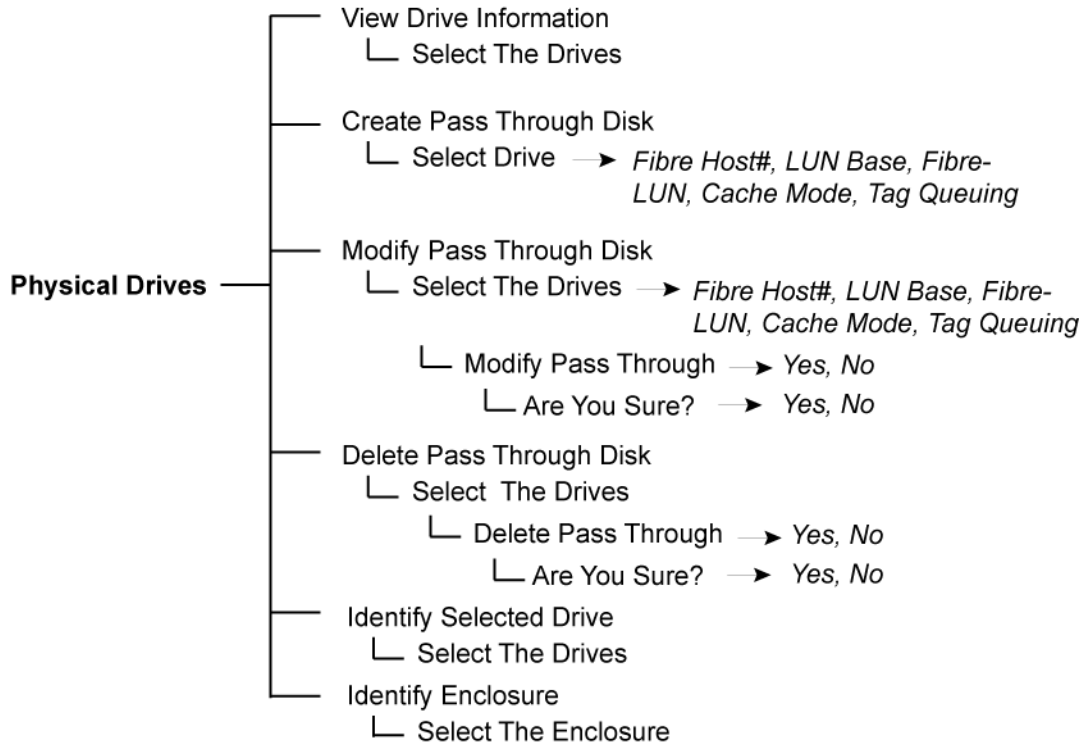 View Drive Information
Select The Drives
Create Pass Through Disk
Select Drive
Fibre Host#, LUN Base, Fibre-
LUN, Cache Mode, Tag Queuing
Modify Pass Through Disk
Physical Drives
Select The Drives
Fibre Host#, LUN Base, Fibre-
LUN, Cache Mode, Tag Queuing
Modify Pass Through
Yes, No
Are You Sure?
Yes, No
Delete Pass Through Disk
Select The Drives
Delete Pass Through
Yes, No
Are You Sure?
Yes, No
Identify Selected Drive
Select The Drives
Identify Enclosure
Select The Enclosure